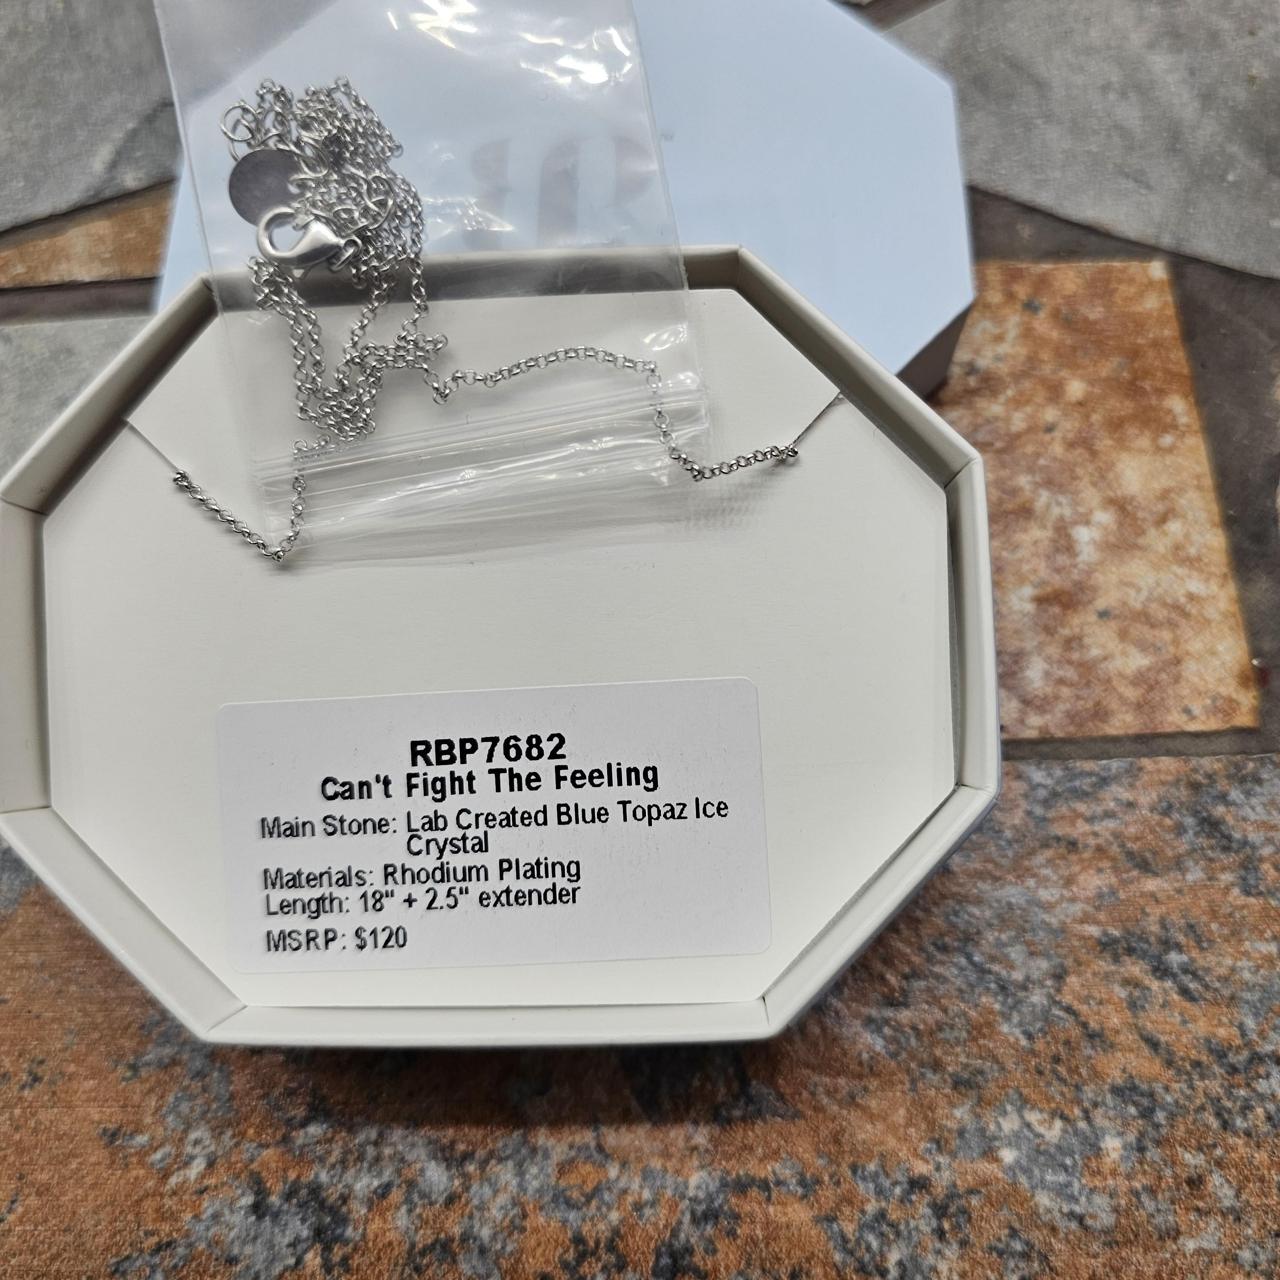 RBP7682
Can't Fight The Feeling
Main Stone: Lab Created Blue Topaz Ice
Crystal
Materials: Rhodium Plating
Length: 18" + 2.5" extender
MSRP: $120